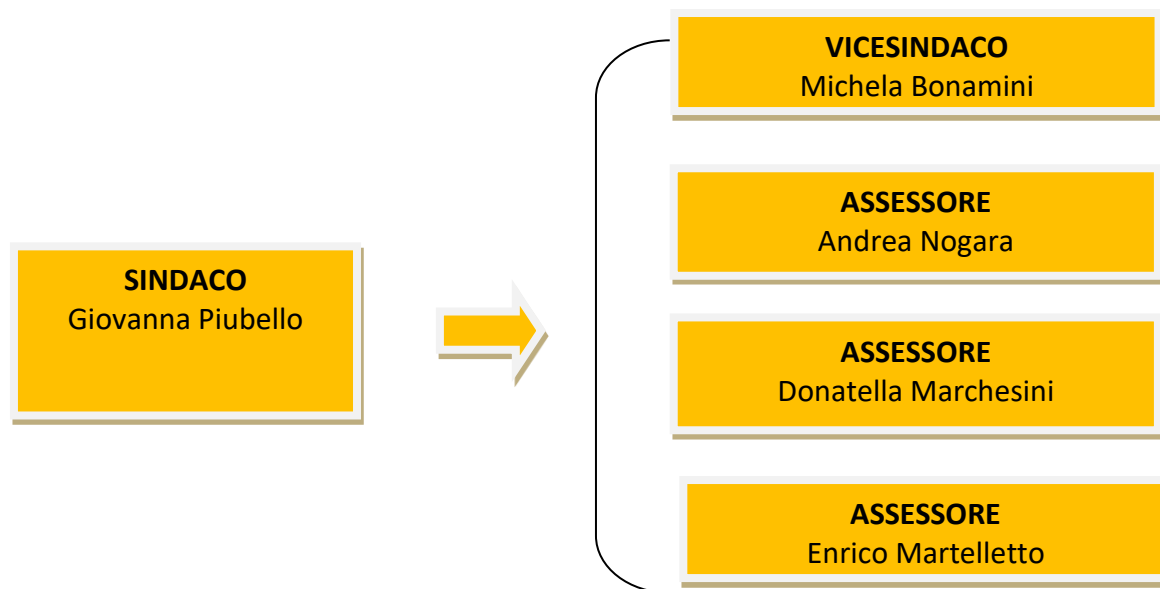 SINDACO
Giovanna Piubello
VICESINDACO
Michela Bonamini
ASSESSORE
Andrea Nogara
ASSESSORE
Donatella Marchesini
ASSESSORE
Enrico Martelletto